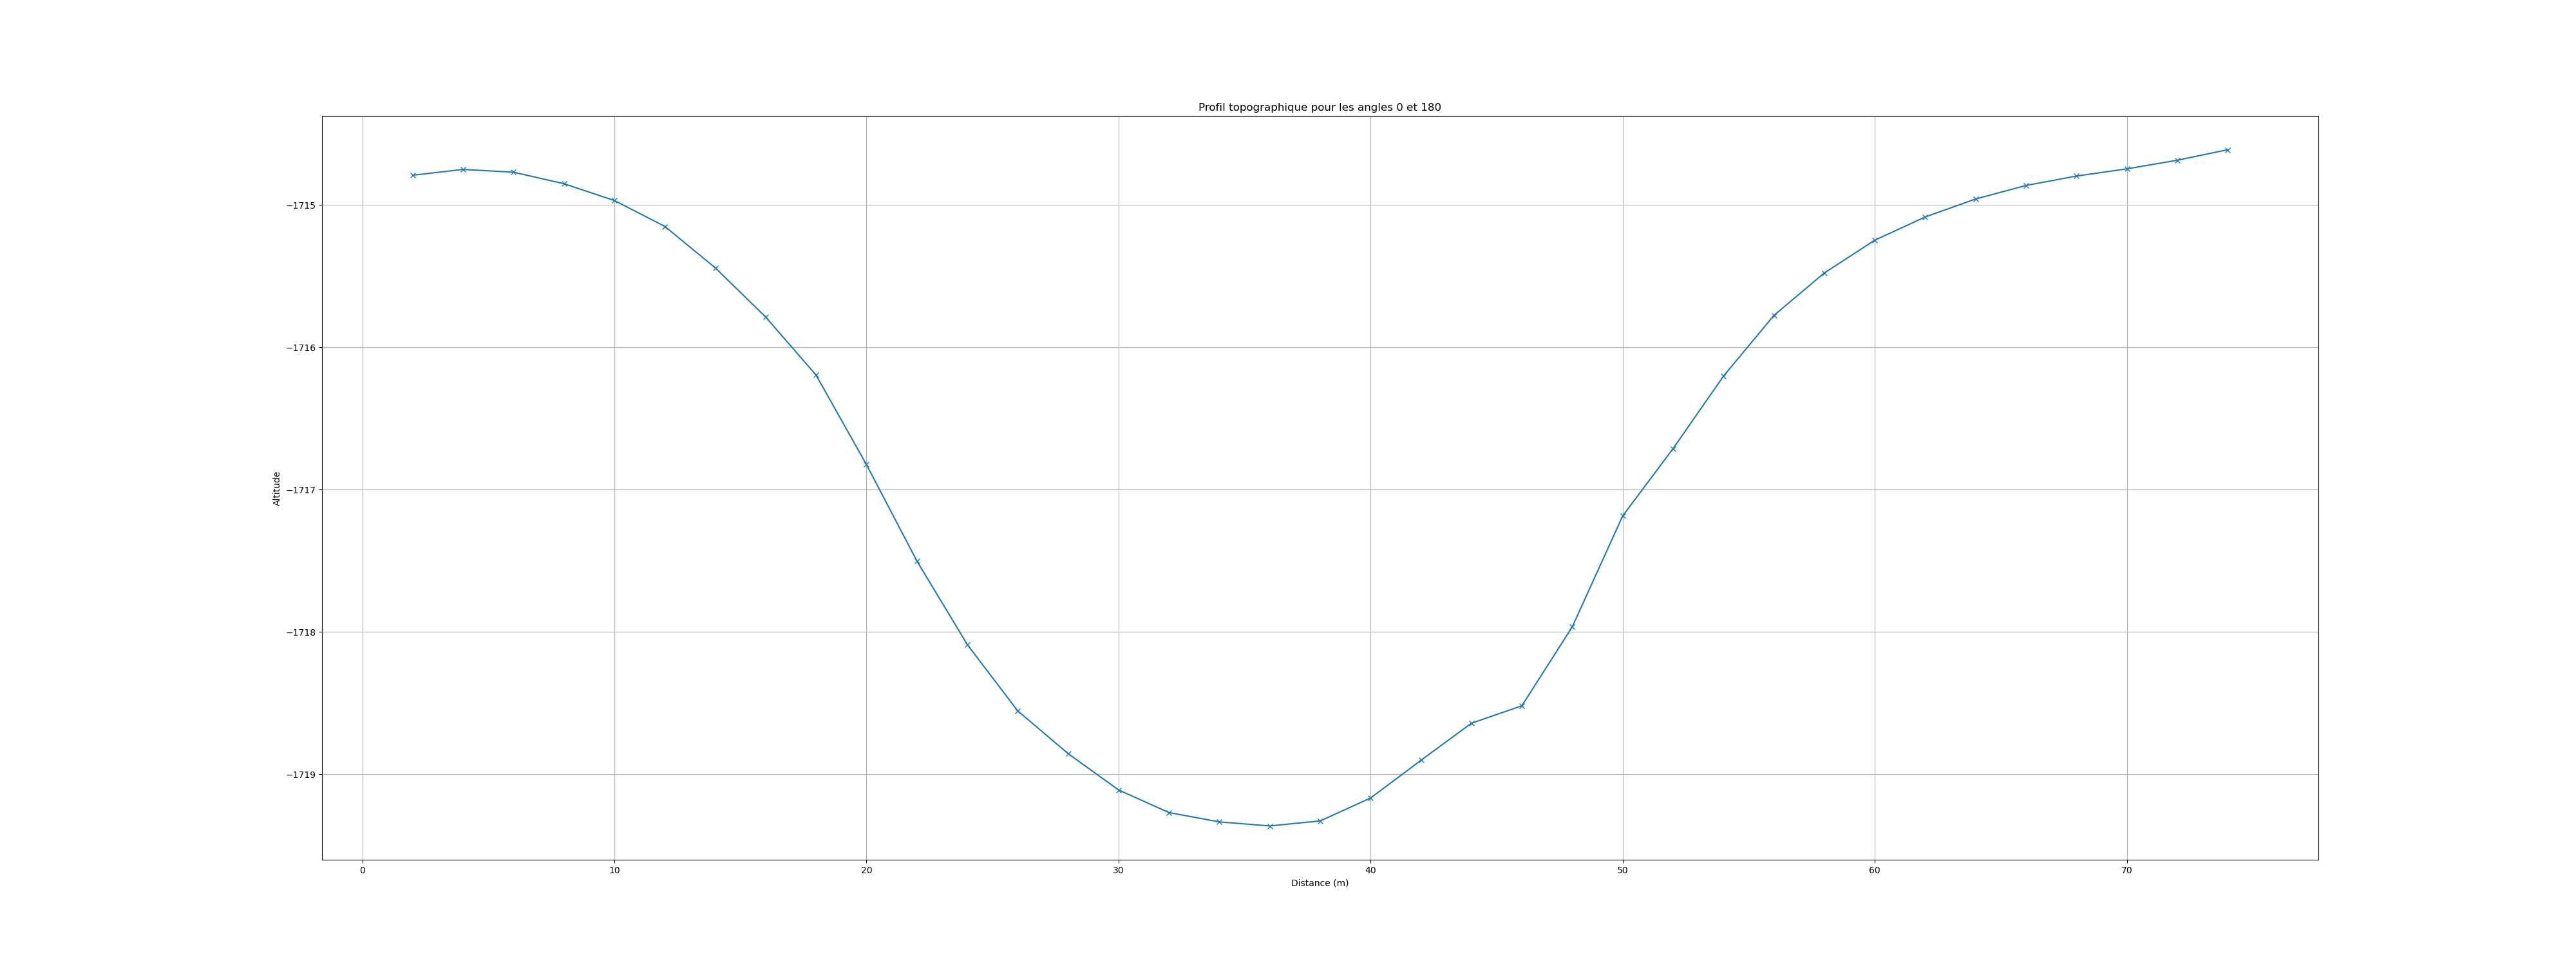 Profil topographique pour les angles 0 et 180
Altitude
−1715
−1716
−1717
−1718
−1719
0 10 20 30 40 50 60 70
Distance (m)